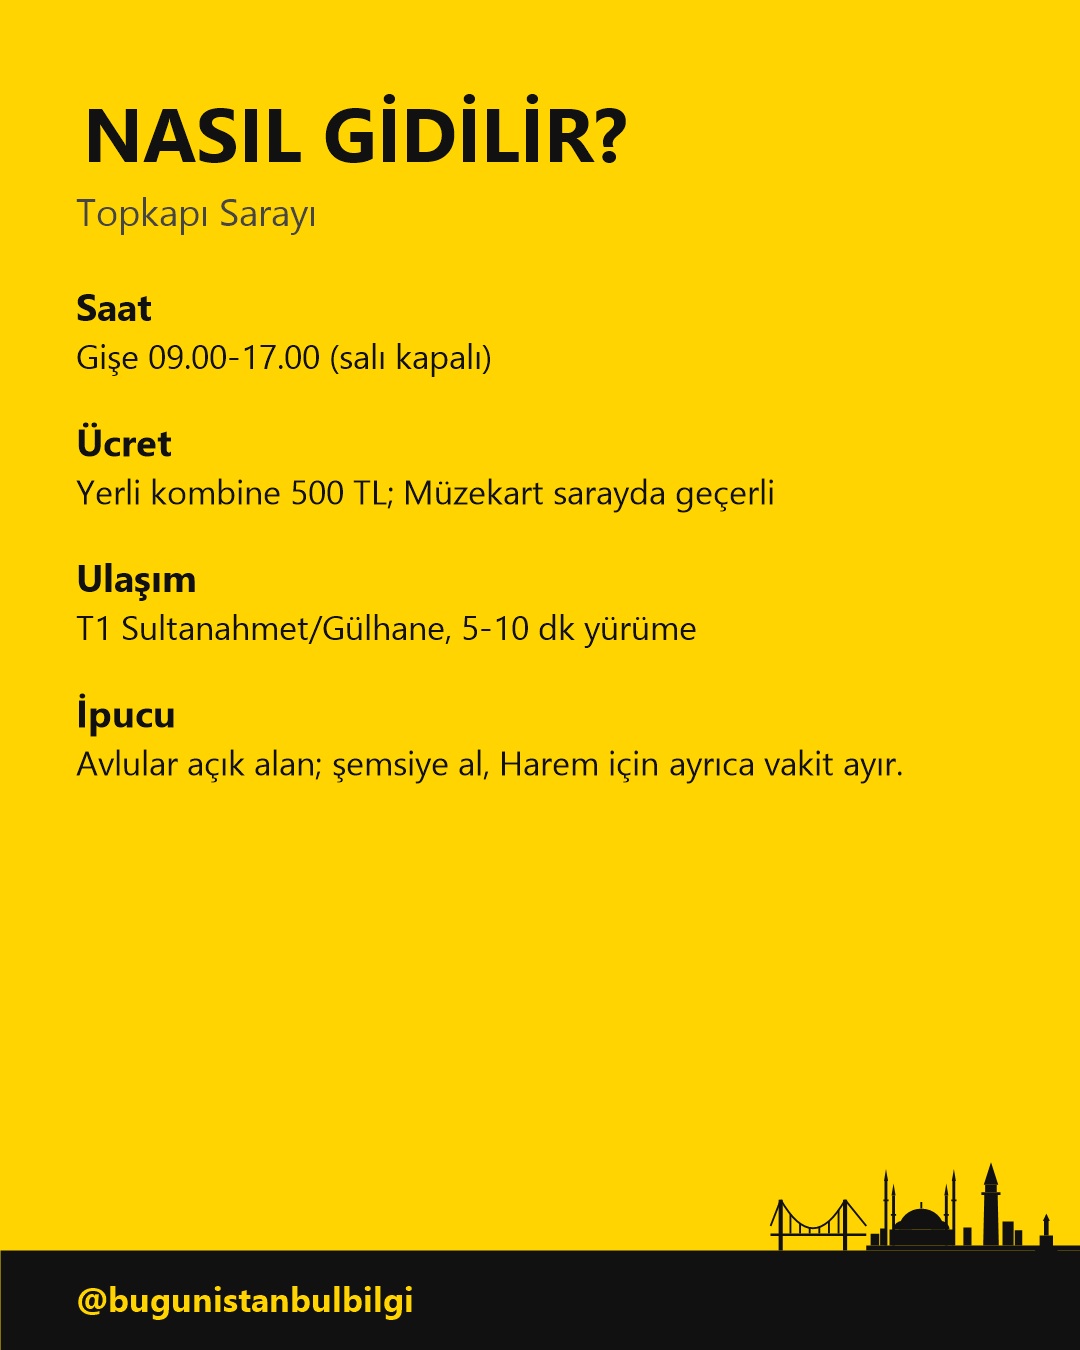 NASIL GİDİLİR?
Topkapı Sarayı
Saat
Gişe 09.00-17.00 (salı kapalı)
Ücret
Yerli kombine 500 TL; Müzekart sarayda geçerli
Ulaşım
T1 Sultanahmet/Gülhane, 5-10 dk yürüme
İpucu
Avlular açık alan; şemsiye al, Harem için ayrıca vakit ayır.
@bugunistanbulbilgi